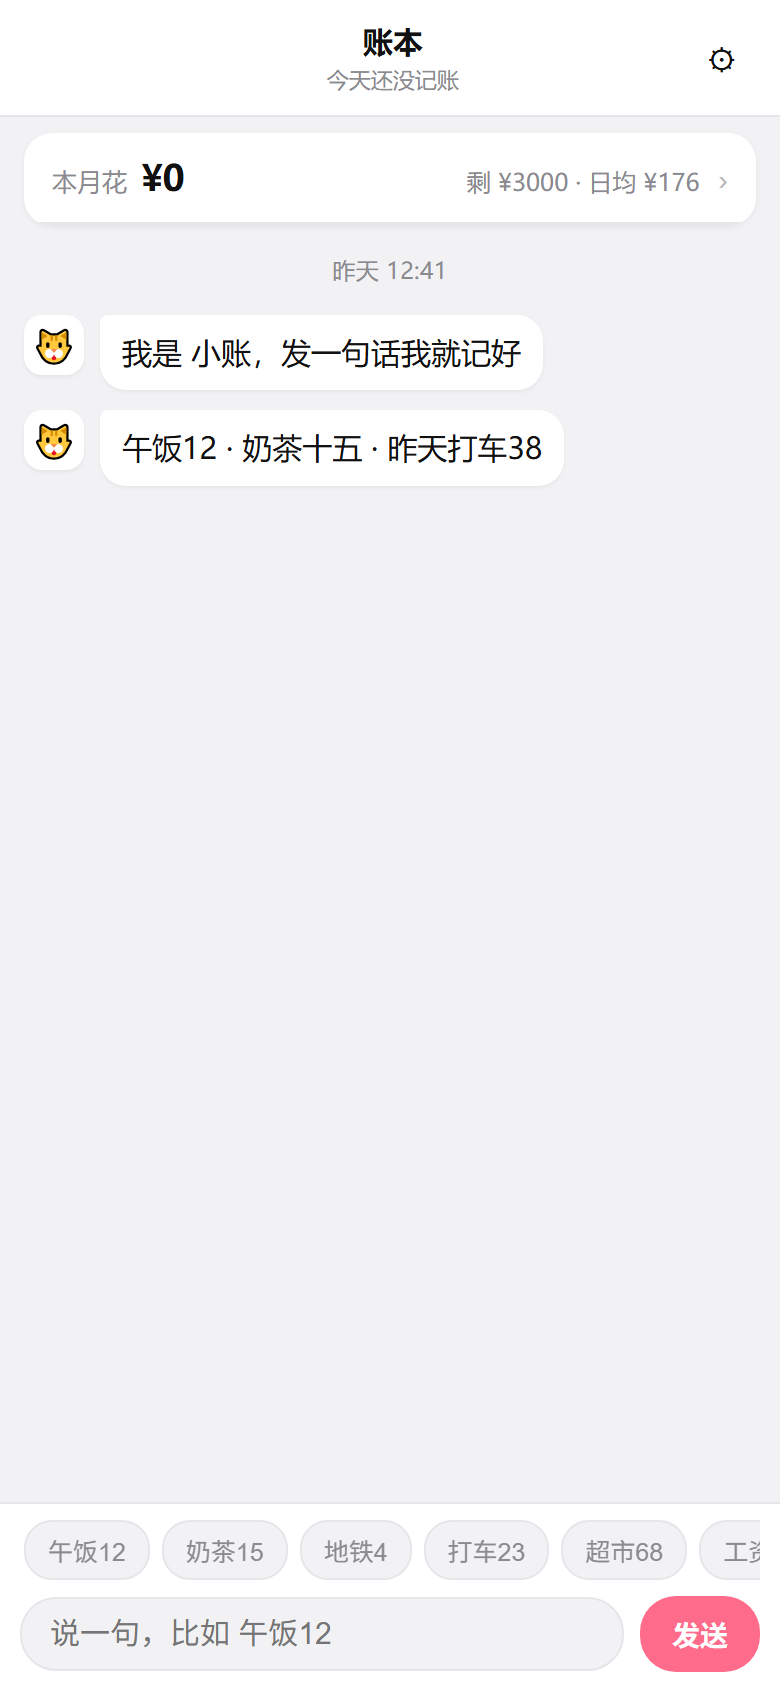 账本
今天还没记账
本月花 ¥0
剩 ¥3000 · 日均 ¥176 ›
昨天 12:41
我是 小账，发一句话我就记好
午饭12 · 奶茶十五 · 昨天打车38
午饭12 奶茶15 地铁4 打车23 超市68 工
说一句，比如 午饭12
发送